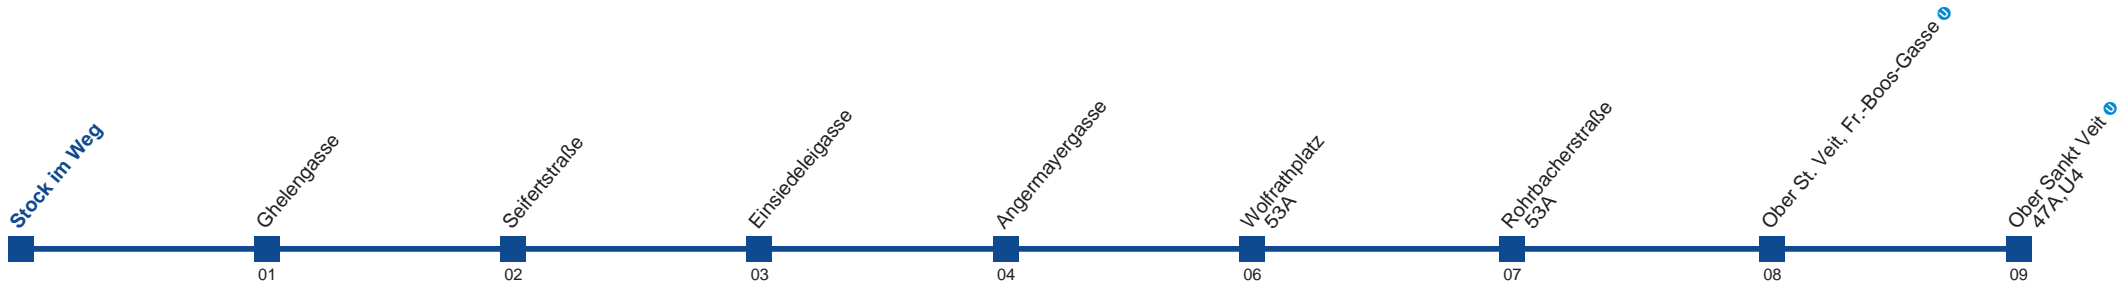 Stock im Weg
Ghelengasse
01
Seifertstraße
02
Einsiedeleigasse
03
Angermayergasse
04
Wolfrathplatz
53A
06
Rohrbacherstraße
53A
07
Ober St. Veit, Fr.-Boos-Gasse U
08
Ober Sankt Veit U
47A,U4
09